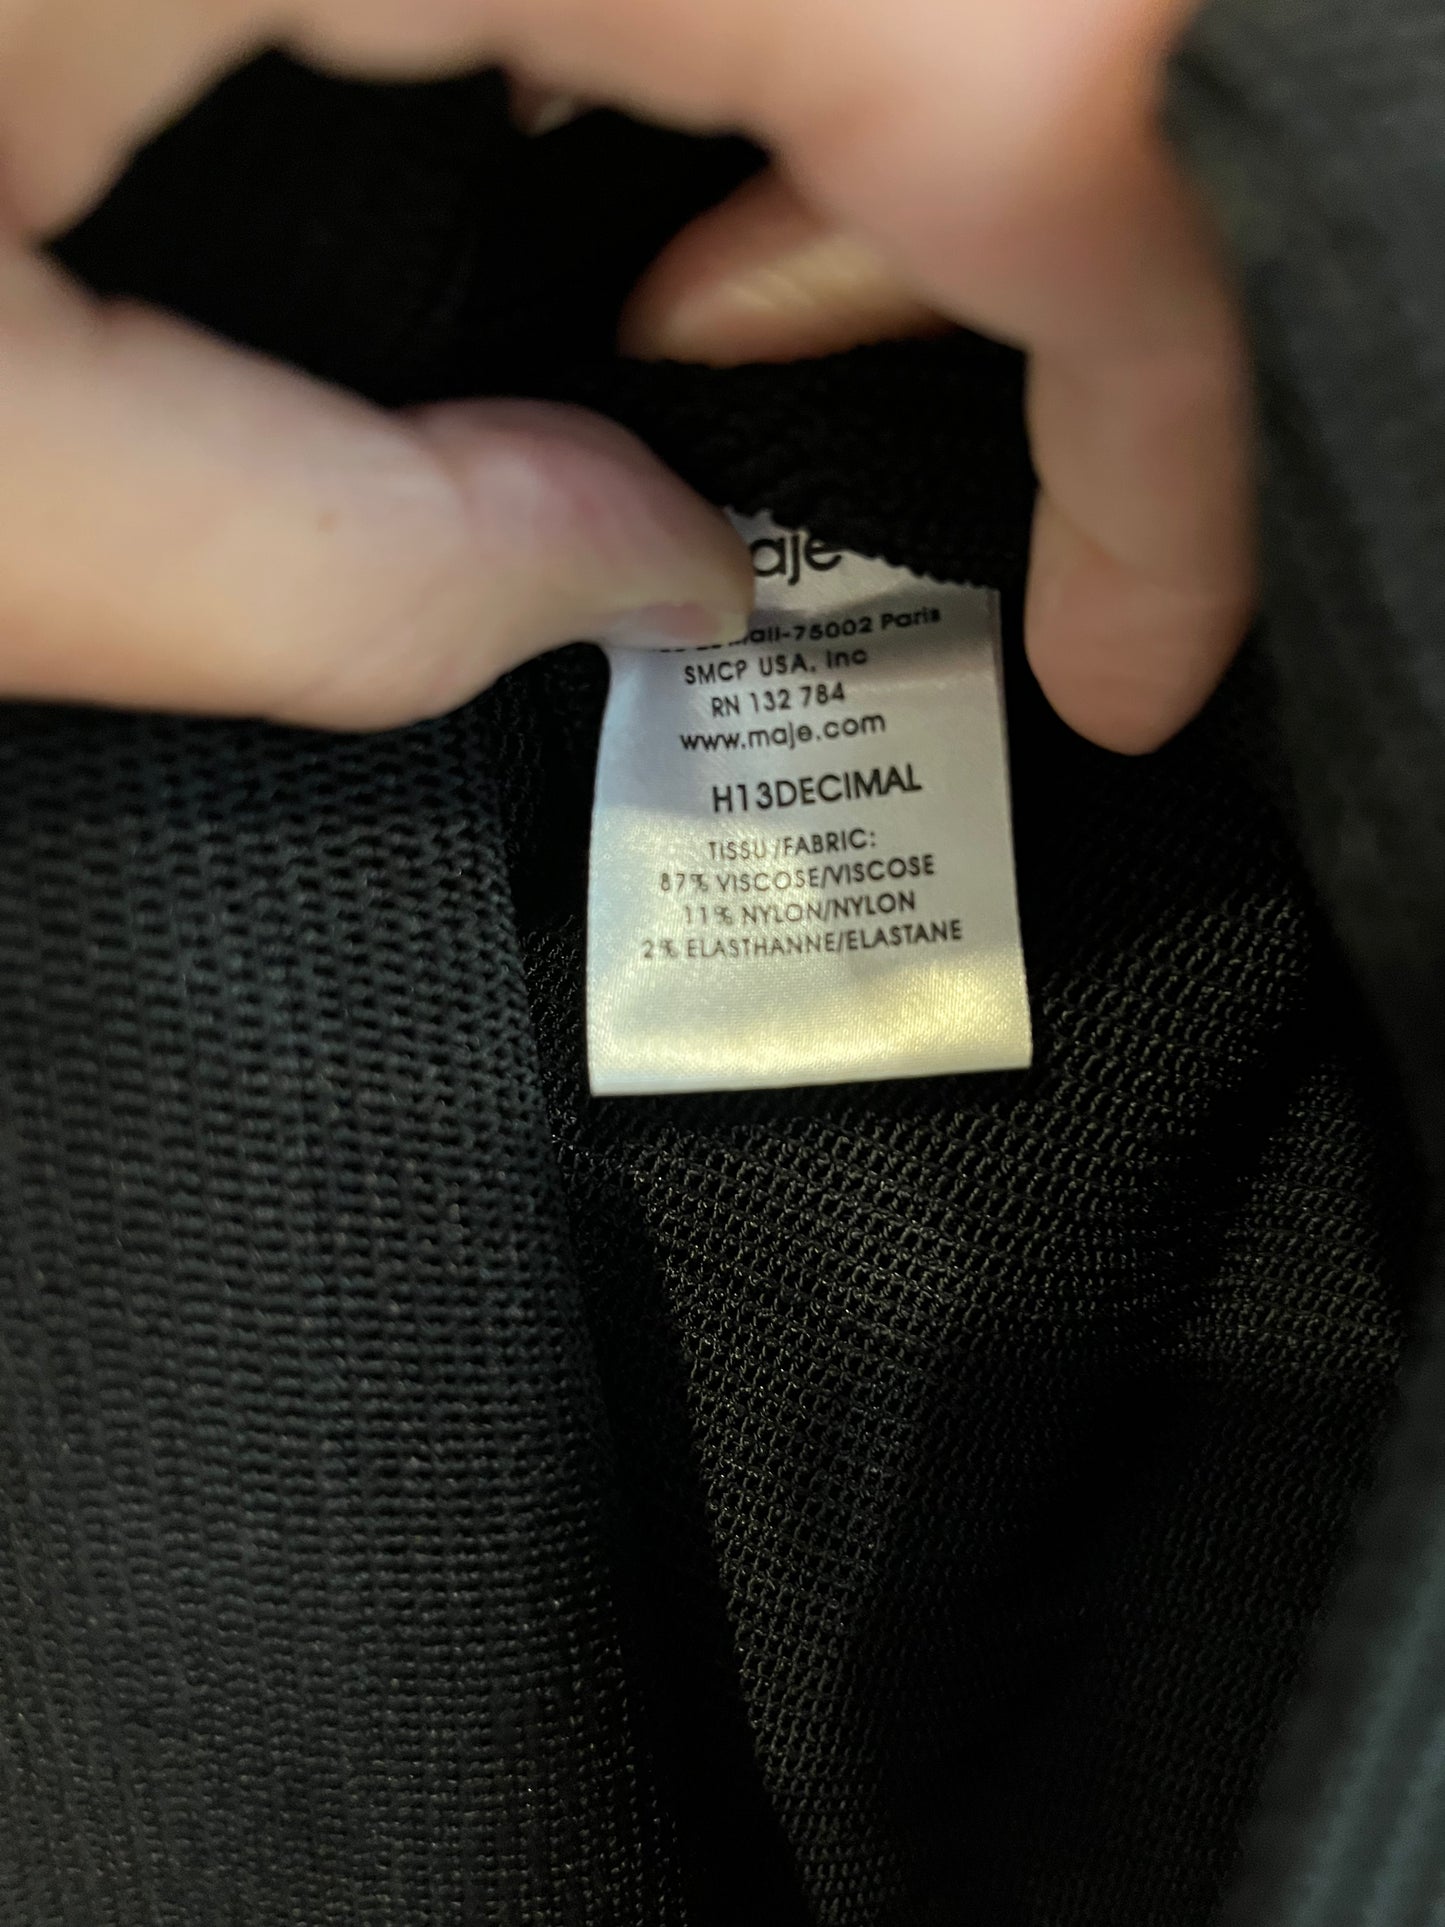 aje
ail-75002 Paris
SMCP USA, Inc
RN 132 784
www.maje.com
H13DECIMAL
TISSU/FABRIC:
87% VISCOSE/VISCOSE
11% NYLON/NYLON
2% ELASTHANNE/ELASTANE